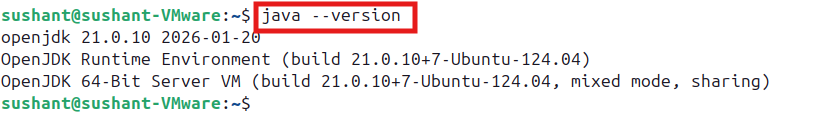 sushant@sushant-VMware:~$ java --version
openjdk 21.0.10 2026-01-20
OpenJDK Runtime Environment (build 21.0.10+7-Ubuntu-124.04)
OpenJDK 64-Bit Server VM (build 21.0.10+7-Ubuntu-124.04, mixed mode, sharing)
sushant@sushant-VMware:~$